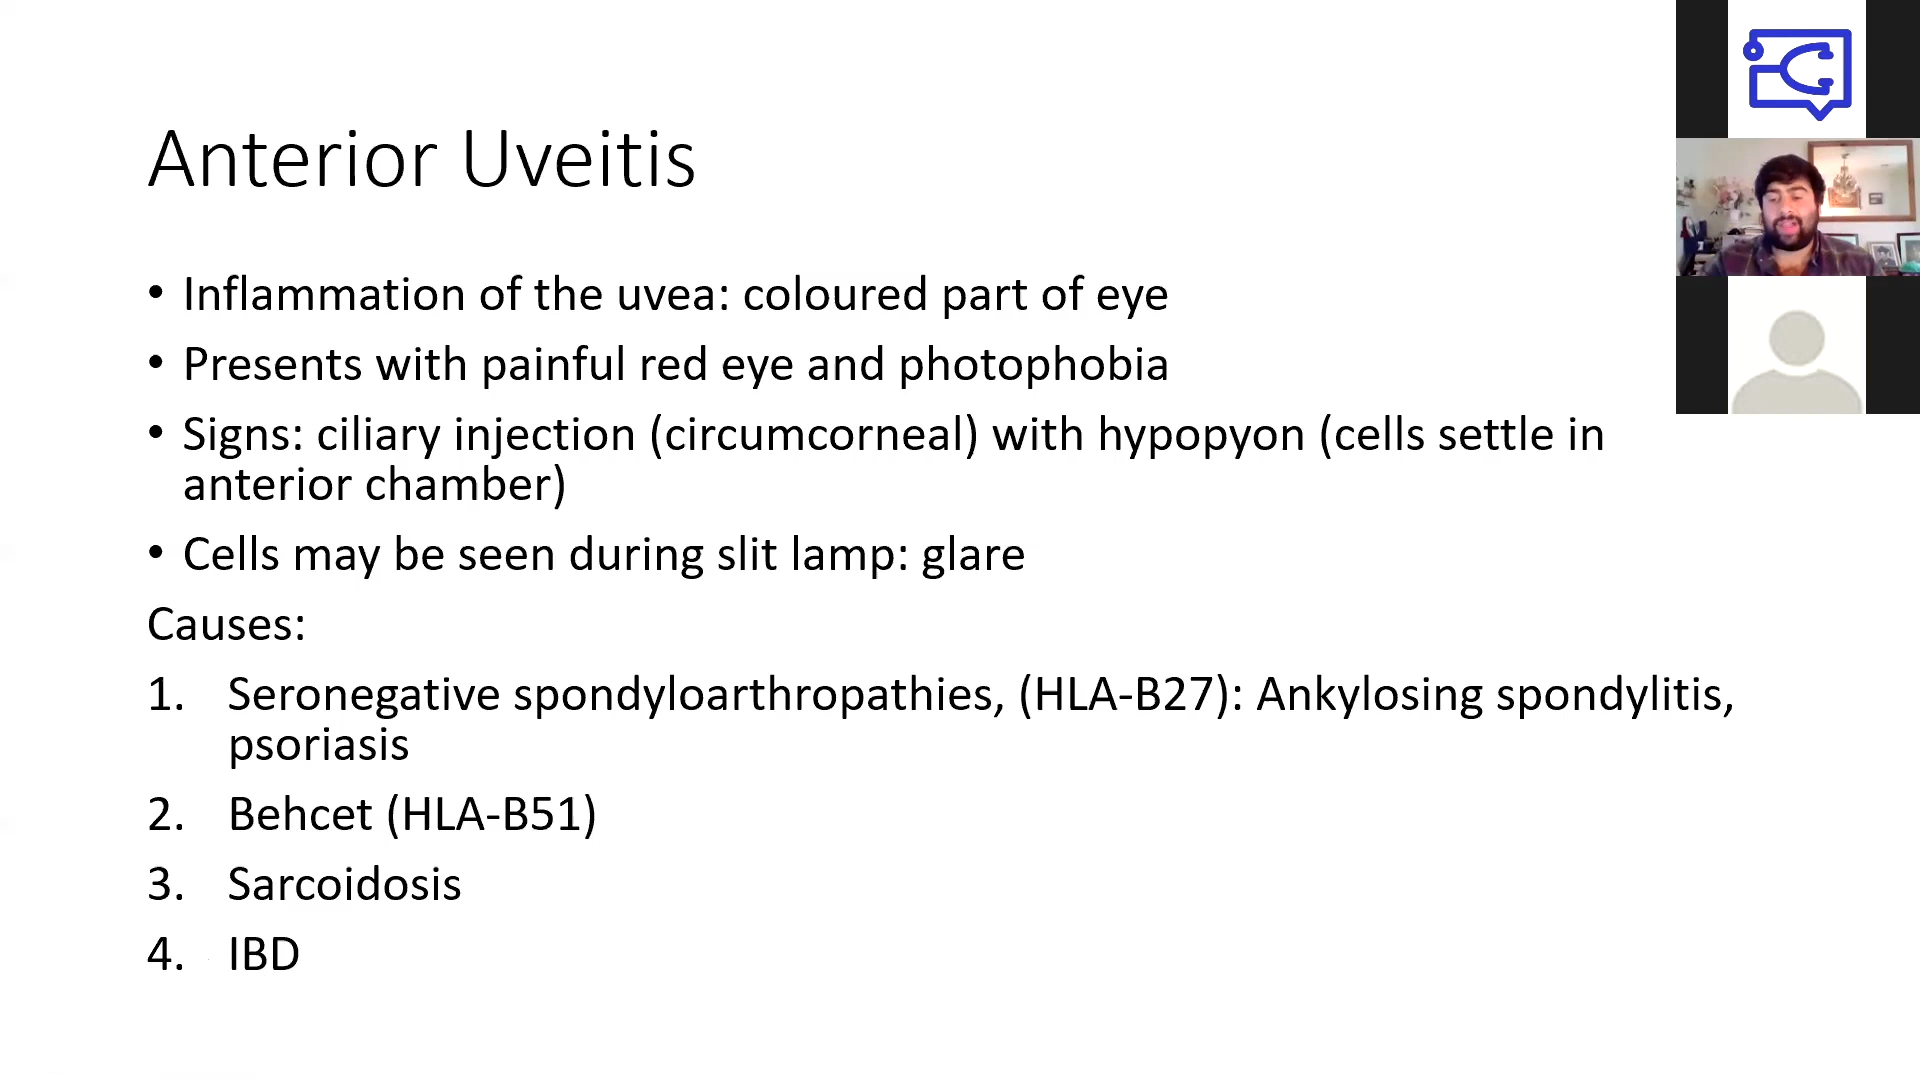 Anterior Uveitis
• Inflammation of the uvea: coloured part of eye
• Presents with painful red eye and photophobia
• Signs: ciliary injection (circumcorneal) with hypopyon (cells settle in
anterior chamber)
• Cells may be seen during slit lamp: glare
Causes:
1. Seronegative spondyloarthropathies, (HLA-B27): Ankylosing spondylitis,
psoriasis
2. Behcet (HLA-B51)
3. Sarcoidosis
4. IBD